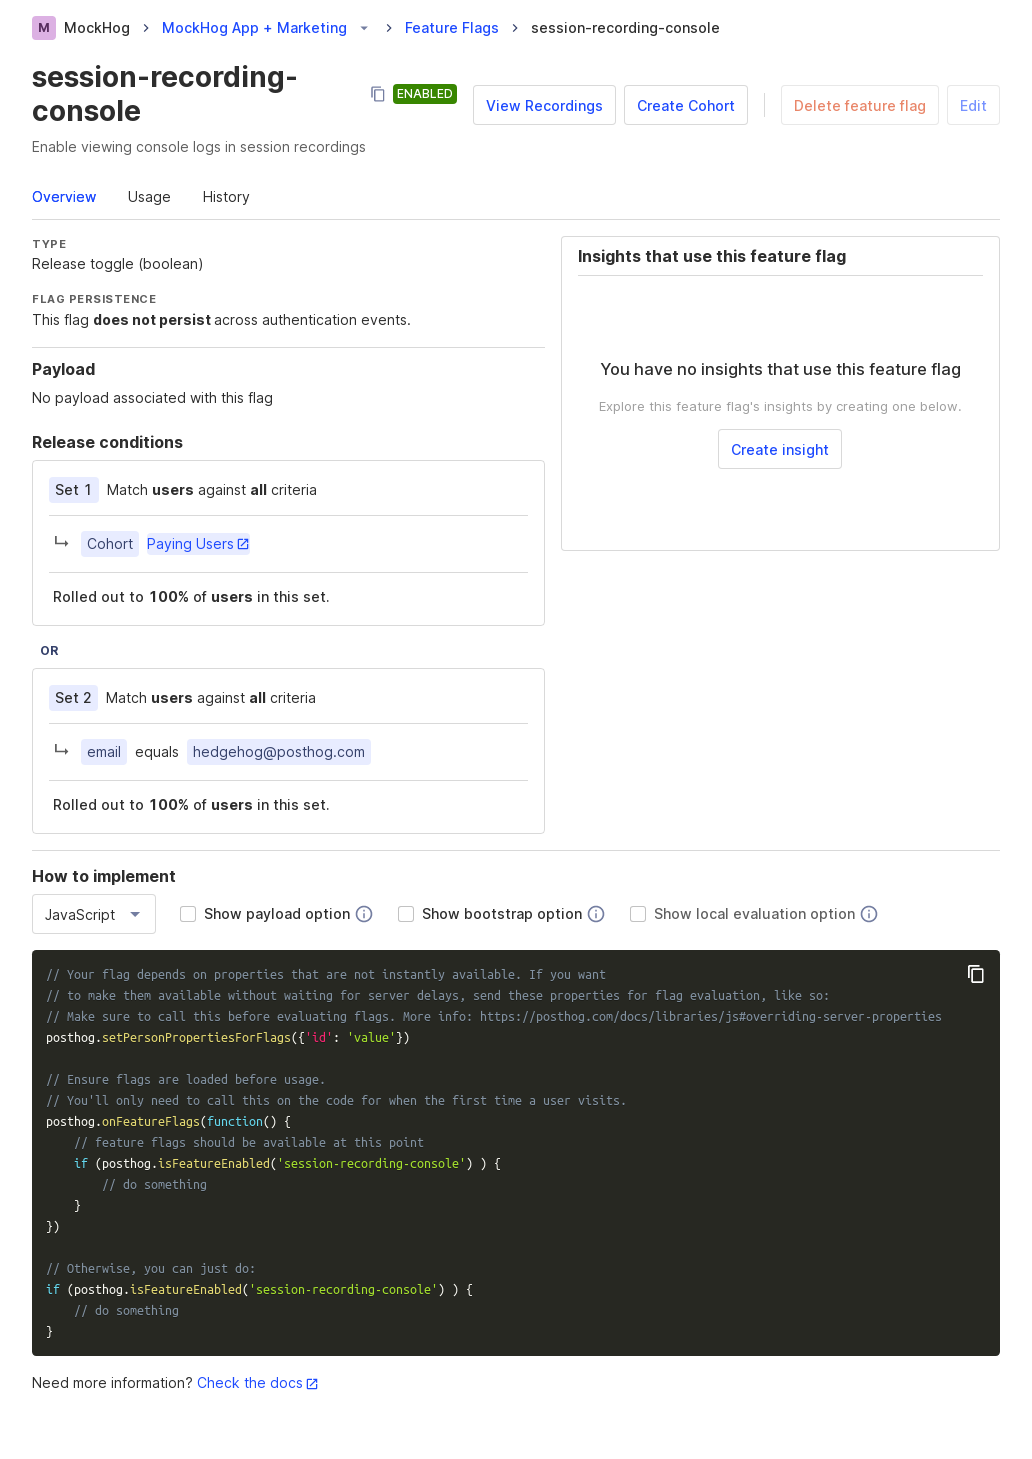 M MockHog > MockHog App + Marketing > Feature Flags > session-recording-console
session-recording-
console
ENABLED
View Recordings
Create Cohort
Delete feature flag
Edit
Enable viewing console logs in session recordings
Overview Usage History
TYPE
Release toggle (boolean)
FLAG PERSISTENCE
This flag does not persist across authentication events.
Payload
No payload associated with this flag
Release conditions
Set 1 Match users against all criteria
Cohort Paying Users
Rolled out to 100% of users in this set.
OR
Set 2 Match users against all criteria
email equals hedgehog@posthog.com
Rolled out to 100% of users in this set.
Insights that use this feature flag
You have no insights that use this feature flag
Explore this feature flag's insights by creating one below.
Create insight
How to implement
JavaScript Show payload option Show bootstrap option Show local evaluation option
// Your flag depends on properties that are not instantly available. If you want
// to make them available without waiting for server delays, send these properties for flag evaluation, like so:
// Make sure to call this before evaluating flags. More info: https://posthog.com/docs/libraries/js#overriding-server-properties
posthog.setPersonPropertiesForFlags({'id': 'value'})
// Ensure flags are loaded before usage.
// You'll only need to call this on the code for when the first time a user visits.
posthog.onFeatureFlags(function() {
    // feature flags should be available at this point
    if (posthog.isFeatureEnabled('session-recording-console') ) {
        // do something
    }
})
// Otherwise, you can just do:
if (posthog.isFeatureEnabled('session-recording-console') ) {
    // do something
}
Need more information? Check the docs